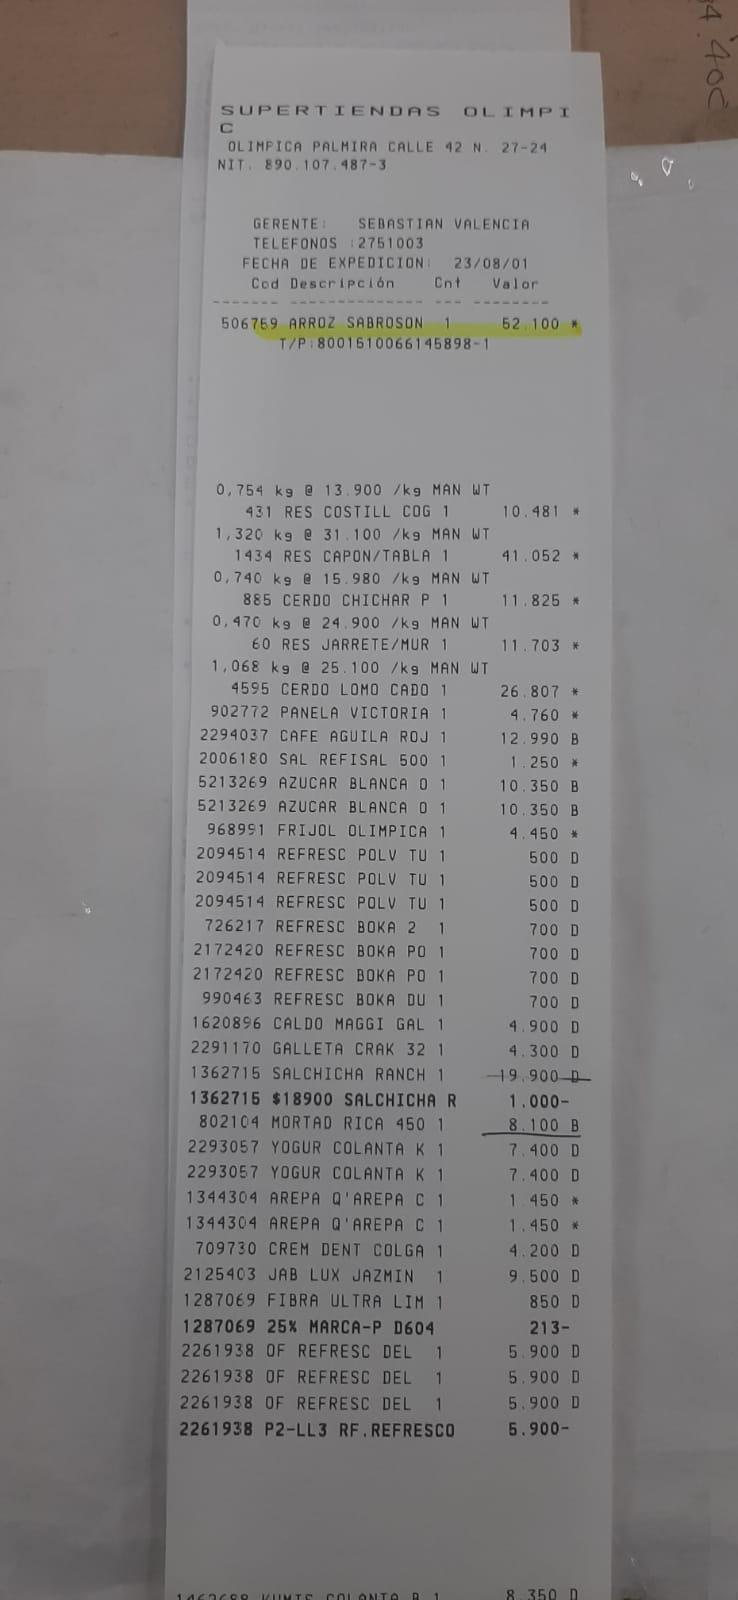 SUPERTIENDAS OLIMPI
C
OLIMPICA PALMIRA CALLE 42 N. 27-24
NIT. 890.107.487-3
GERENTE: SEBASTIAN VALENCIA
TELEFONOS :2751003
FECHA DE EXPEDICION: 23/08/01
Cod Descripción Cnt Valor
------- -------------- --- --------
506759 ARROZ SABROSON 1 52.100 *
T/P:8001510066145898-1
0,754 kg @ 13.900 /kg MAN WT
431 RES COSTILL COG 1 10.481 *
1,320 kg @ 31.100 /kg MAN WT
1434 RES CAPON/TABLA 1 41.052 *
0,740 kg @ 15.980 /kg MAN WT
885 CERDO CHICHAR P 1 11.825 *
0,470 kg @ 24.900 /kg MAN WT
60 RES JARRETE/MUR 1 11.703 *
1,068 kg @ 25.100 /kg MAN WT
4595 CERDO LOMO CADO 1 26.807 *
902772 PANELA VICTORIA 1 4.760 *
2294037 CAFE AGUILA ROJ 1 12.990 B
2006180 SAL REFISAL 500 1 1.250 *
5213269 AZUCAR BLANCA O 1 10.350 B
5213269 AZUCAR BLANCA O 1 10.350 B
968991 FRIJOL OLIMPICA 1 4.450 *
2094514 REFRESC POLV TU 1 500 D
2094514 REFRESC POLV TU 1 500 D
2094514 REFRESC POLV TU 1 500 D
726217 REFRESC BOKA 2 1 700 D
2172420 REFRESC BOKA PO 1 700 D
2172420 REFRESC BOKA PO 1 700 D
990463 REFRESC BOKA DU 1 700 D
1620896 CALDO MAGGI GAL 1 4.900 D
2291170 GALLETA CRAK 32 1 4.300 D
1362715 SALCHICHA RANCH 1 19.900 D
1362715 $18900 SALCHICHA R 1.000-
802104 MORTAD RICA 450 1 8.100 B
2293057 YOGUR COLANTA K 1 7.400 D
2293057 YOGUR COLANTA K 1 7.400 D
1344304 AREPA Q'AREPA C 1 1.450 *
1344304 AREPA Q'AREPA C 1 1.450 *
709730 CREM DENT COLGA 1 4.200 D
2125403 JAB LUX JAZMIN 1 9.500 D
1287069 FIBRA ULTRA LIM 1 850 D
1287069 25% MARCA-P D604 213-
2261938 OF REFRESC DEL 1 5.900 D
2261938 OF REFRESC DEL 1 5.900 D
2261938 OF REFRESC DEL 1 5.900 D
2261938 P2-LL3 RF.REFRESCO 5.900-
KUMIS COLANTA 1 8.350 D